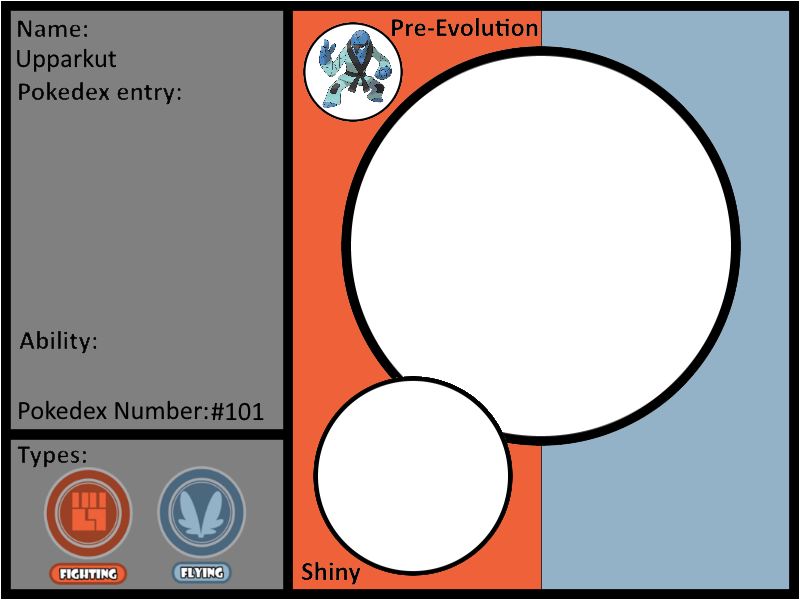 Name:
Upparkut
Pokedex entry:
Ability:
Pokedex Number:#101
Types:
FIGHTING
FLYING
Pre-Evolution
Shiny